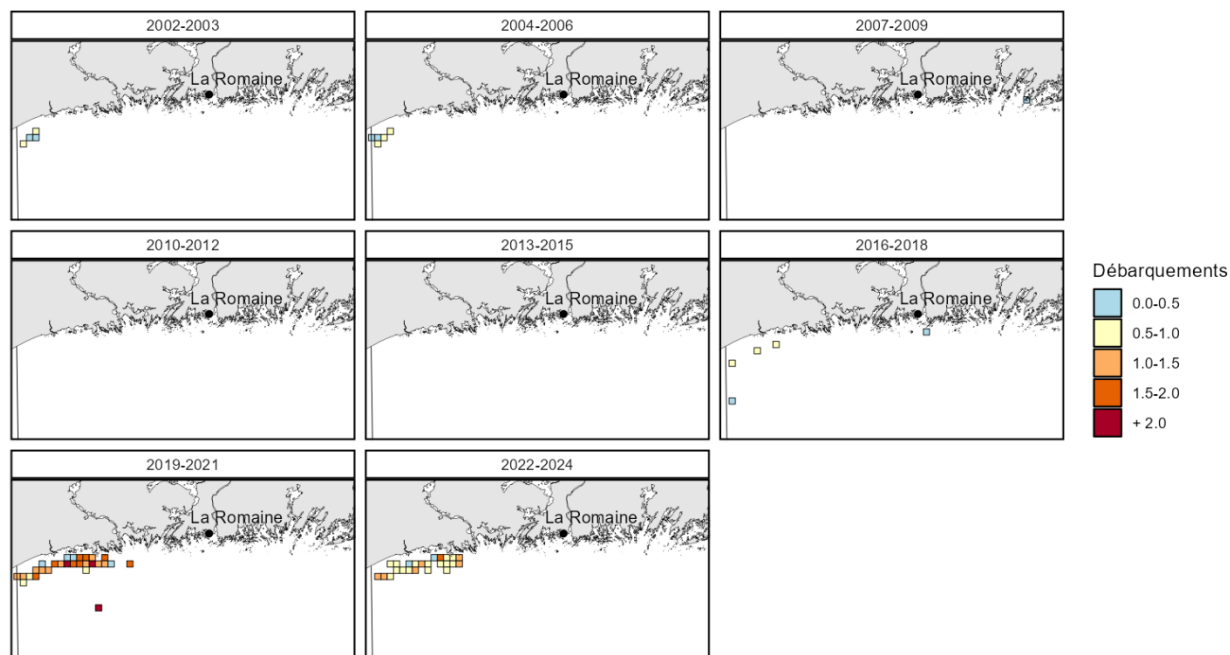 2002-2003
La Romaine
2004-2006
La Romaine
2007-2009
La Romaine
2010-2012
La Romaine
2013-2015
La Romaine
2016-2018
La Romaine
Débarquements
0.0-0.5
0.5-1.0
1.0-1.5
1.5-2.0
+ 2.0
2019-2021
La Romaine
2022-2024
La Romaine